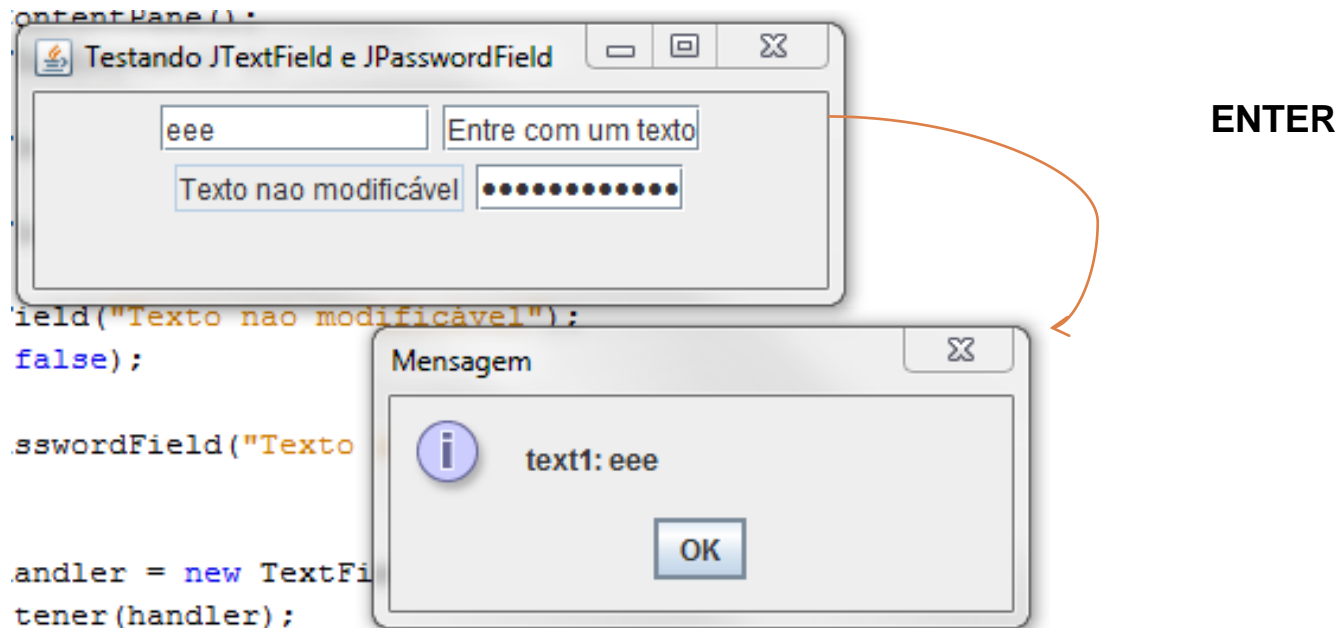 ontentPane();
Testando JTextField e JPasswordField
eee
Entre com um texto
ENTER
Texto nao modificável
••••••••••••
ield("Texto nao modificável");
false);
Mensagem
sswordField("Texto
text1: eee
OK
andler = new TextFi
tener(handler);